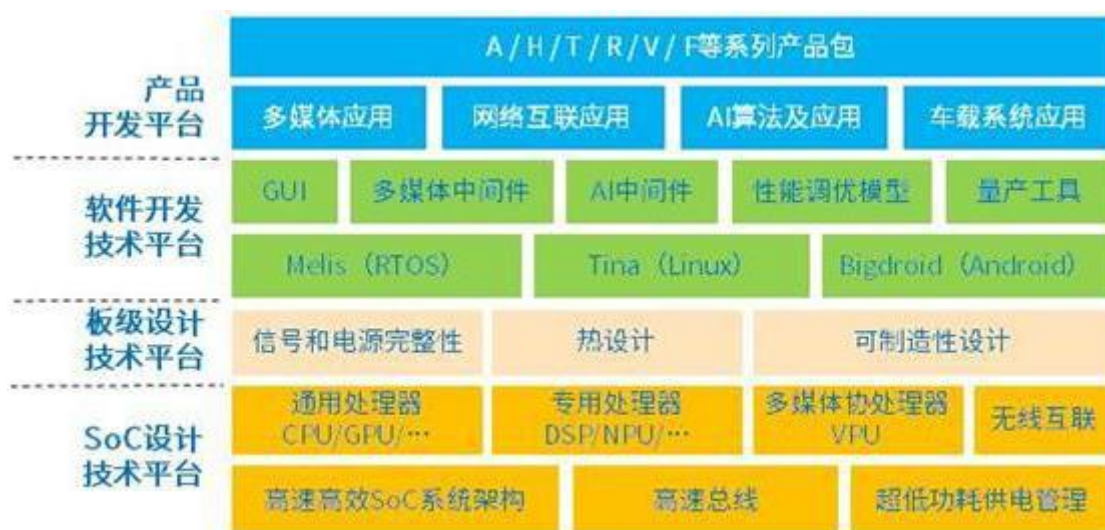 A / H / T / R / V / F等系列产品包
产品
开发平台
多媒体应用
网络互联应用
AI算法及应用
车载系统应用
软件开发
技术平台
GUI
多媒体中间件
AI中间件
性能调优模型
量产工具
Melis（RTOS）
Tina（Linux）
Bigdroid（Android）
板级设计
技术平台
信号和电源完整性
热设计
可制造性设计
SoC设计
技术平台
通用处理器
CPU/GPU/…
专用处理器
DSP/NPU/…
多媒体协处理器
VPU
无线互联
高速高效SoC系统架构
高速总线
超低功耗供电管理